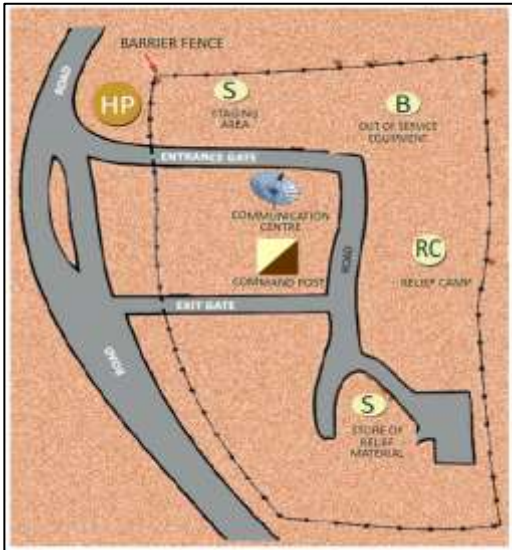 BARRIER FENCE
ROAD
HP
S
STAGING
AREA
B
OUT OF SERVICE
EQUIPMENT
ENTRANCE GATE
COMMUNICATION
CENTRE
ROAD
RC
RELIEF CAMP
COMMAND POST
EXIT GATE
ROAD
S
STORE OF
RELIEF
MATERIAL